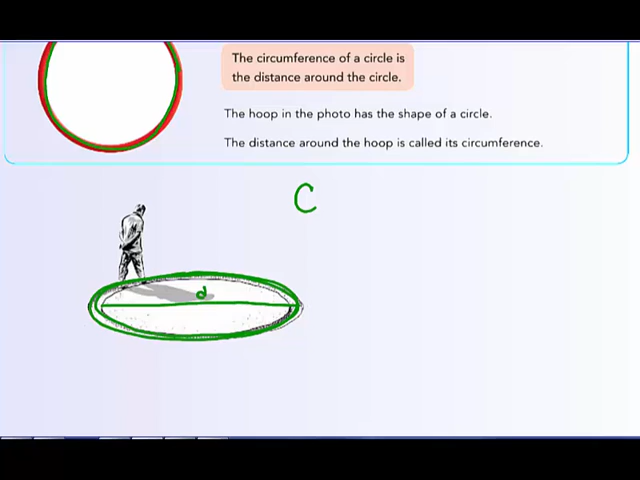 The circumference of a circle is
the distance around the circle.
The hoop in the photo has the shape of a circle.
The distance around the hoop is called its circumference.
C
d